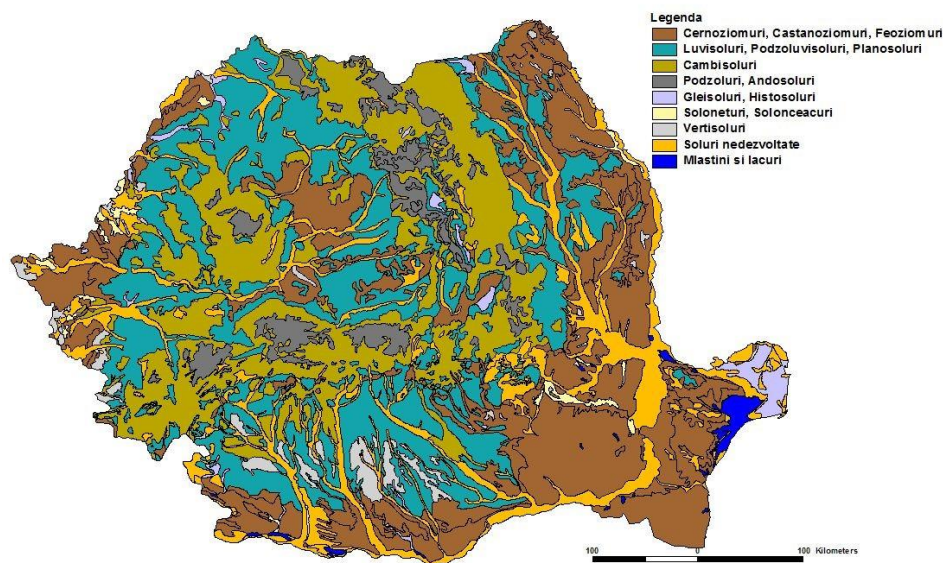 Legenda
Cernoziomuri, Castanoziomuri, Feoziomuri
Luvisoluri, Podzoluvisoluri, Planosoluri
Cambisoluri
Podzoluri, Andosoluri
Gleisoluri, Histosoluri
Soloneturi, Solonceacuri
Vertisoluri
Soluri nedezvoltate
Mlastini si lacuri
100 0 100 Kilometers